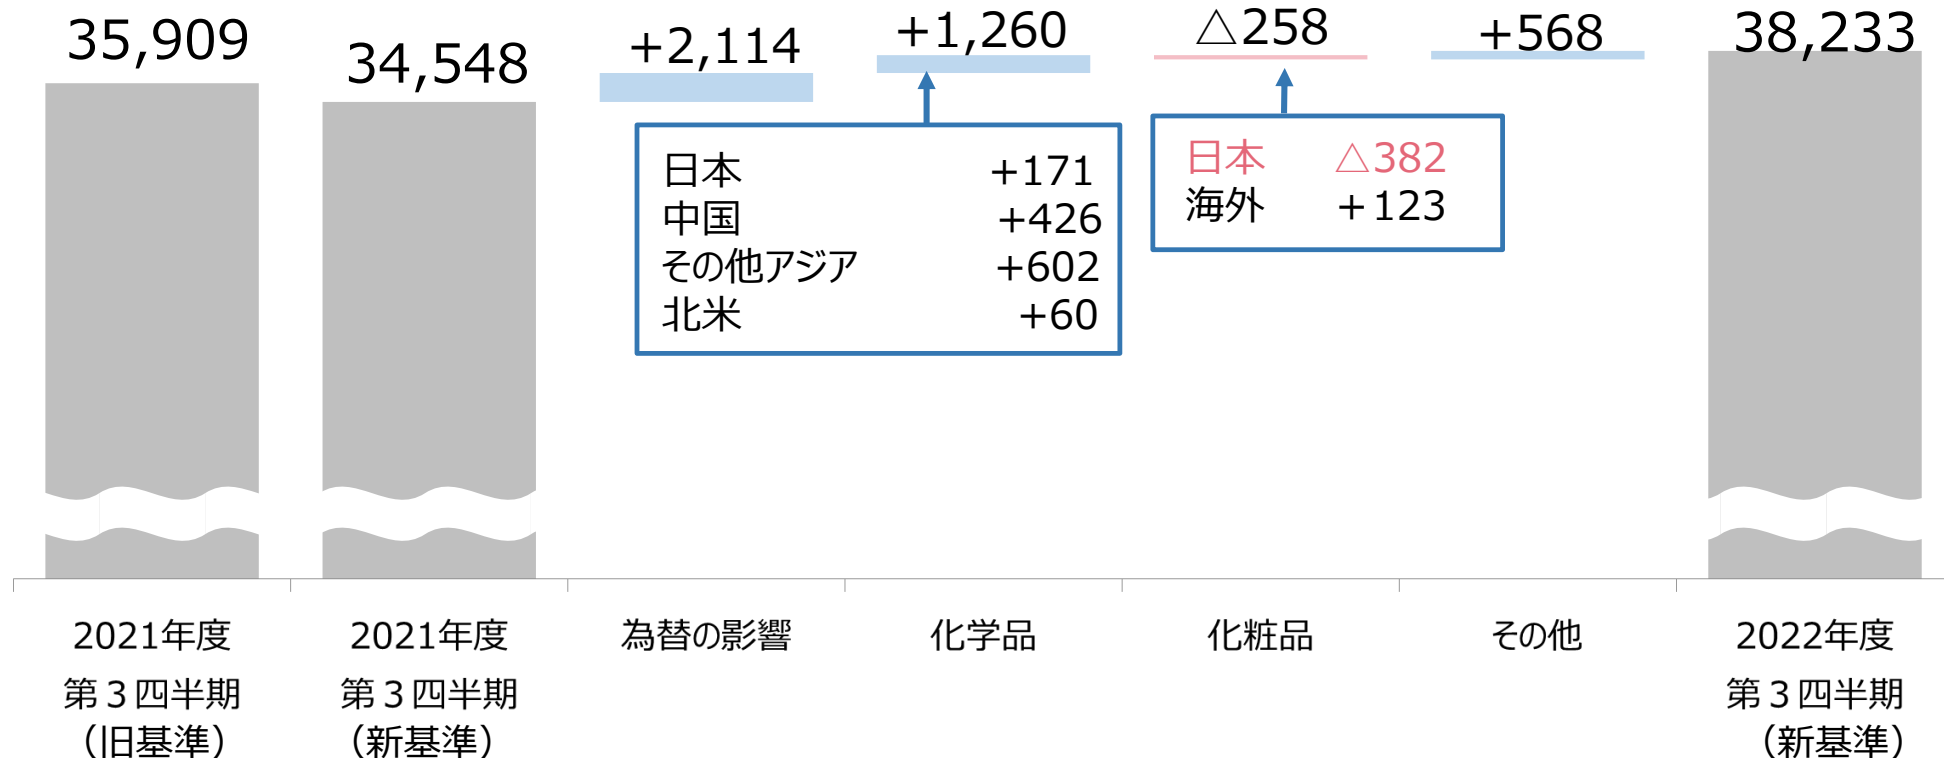 35,909
34,548
+2,114
+1,260
△258
+568
38,233
日本 +171
中国 +426
その他アジア +602
北米 +60
日本 △382
海外 +123
2021年度
第３四半期
（旧基準）
2021年度
第３四半期
（新基準）
為替の影響
化学品
化粧品
その他
2022年度
第３四半期
（新基準）